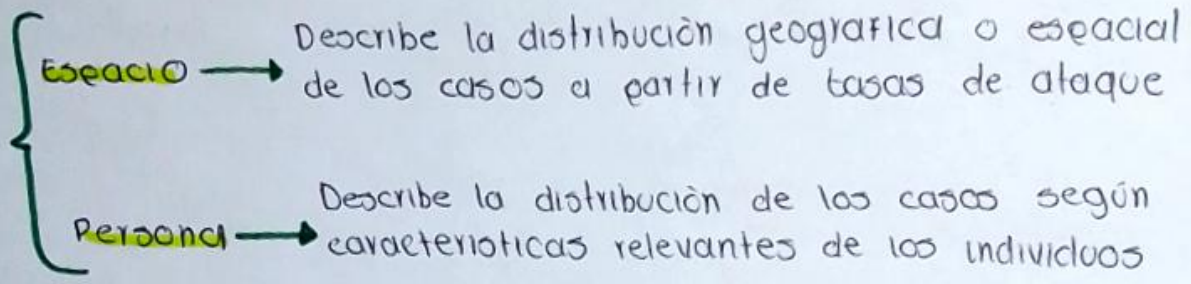 Espacio → Describe la distribución geografica o espacial
de los casos a partir de tasas de ataque
Persona → Describe la distribución de los casos según
caracteristicas relevantes de los individuos